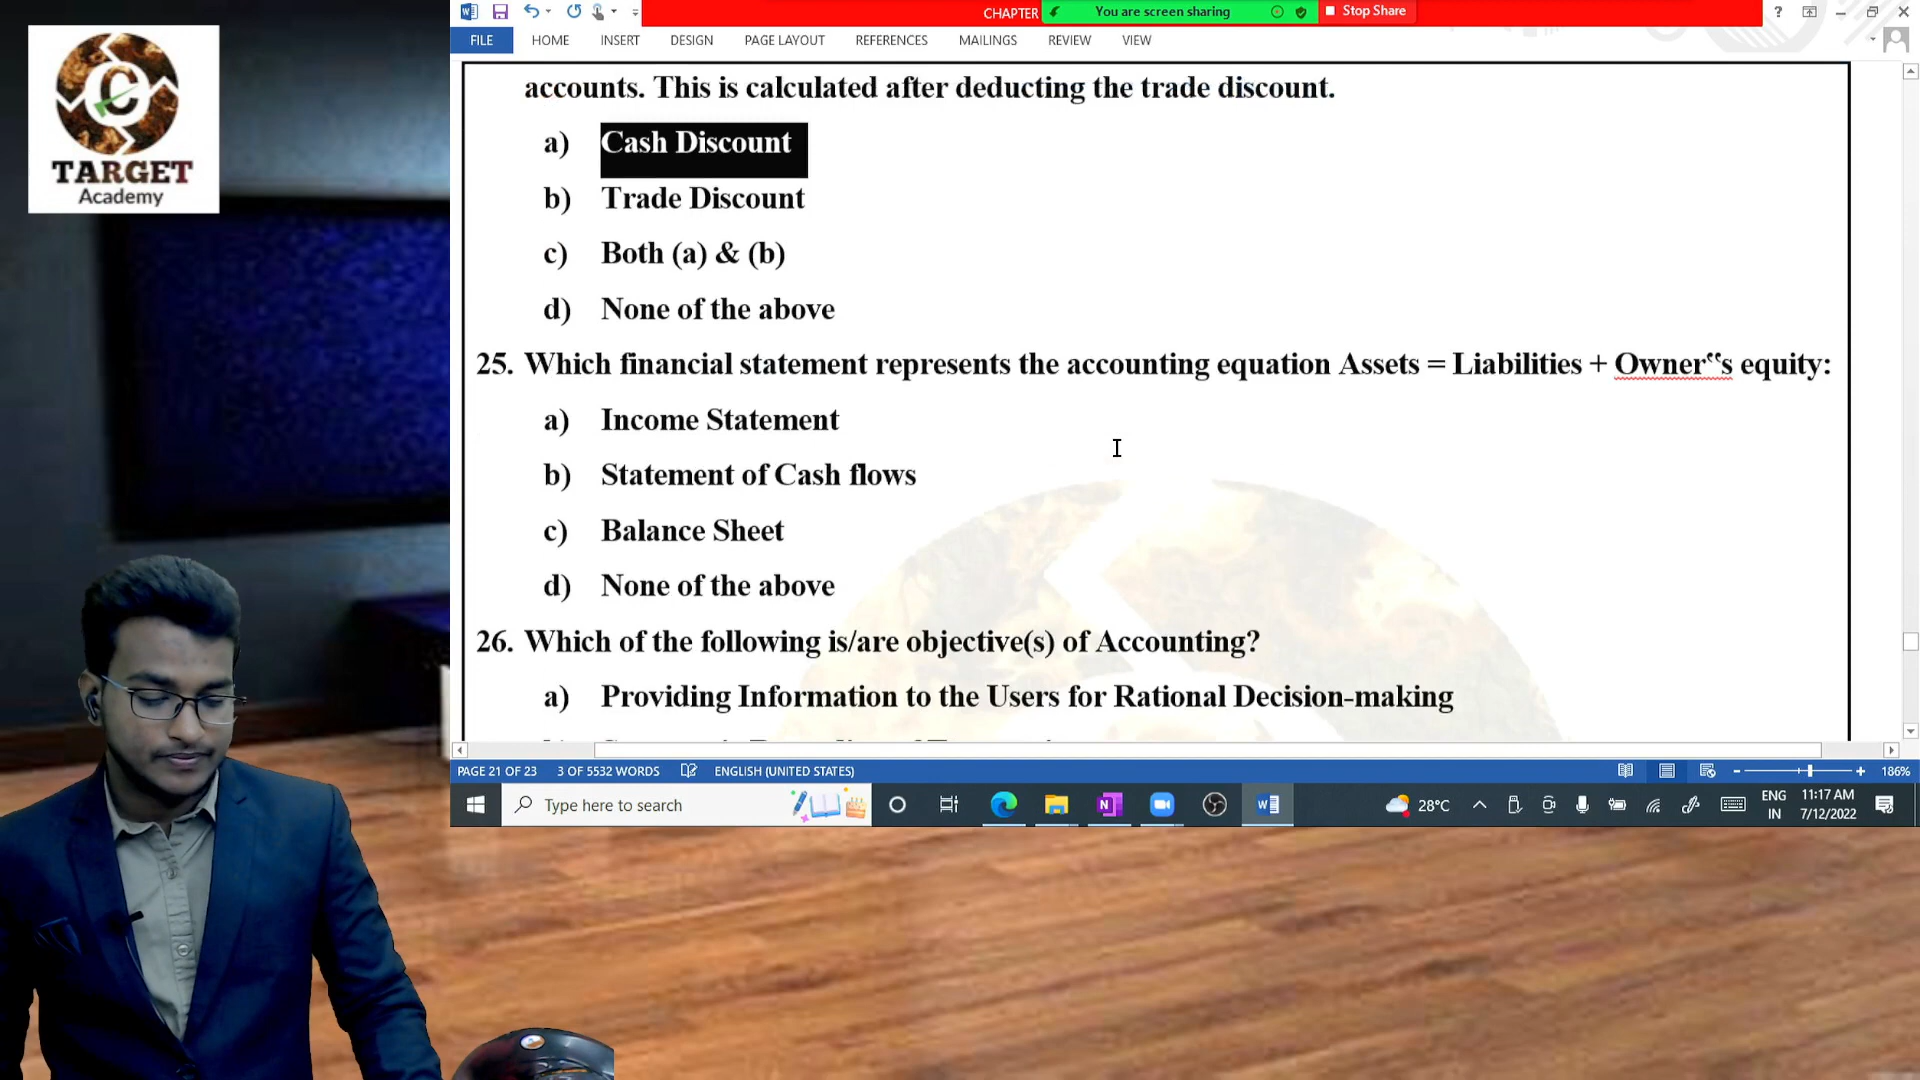 TARGET
Academy
CHAPTER
You are screen sharing
Stop Share
FILE
HOME
INSERT
DESIGN
PAGE LAYOUT
REFERENCES
MAILINGS
REVIEW
VIEW
accounts. This is calculated after deducting the trade discount.
a) Cash Discount
b) Trade Discount
c) Both (a) & (b)
d) None of the above
25. Which financial statement represents the accounting equation Assets = Liabilities + Owner‟s equity:
a) Income Statement
b) Statement of Cash flows
c) Balance Sheet
d) None of the above
26. Which of the following is/are objective(s) of Accounting?
a) Providing Information to the Users for Rational Decision-making
PAGE 21 OF 23
3 OF 5532 WORDS
ENGLISH (UNITED STATES)
186%
Type here to search
28°C
ENG
IN
11:17 AM
7/12/2022